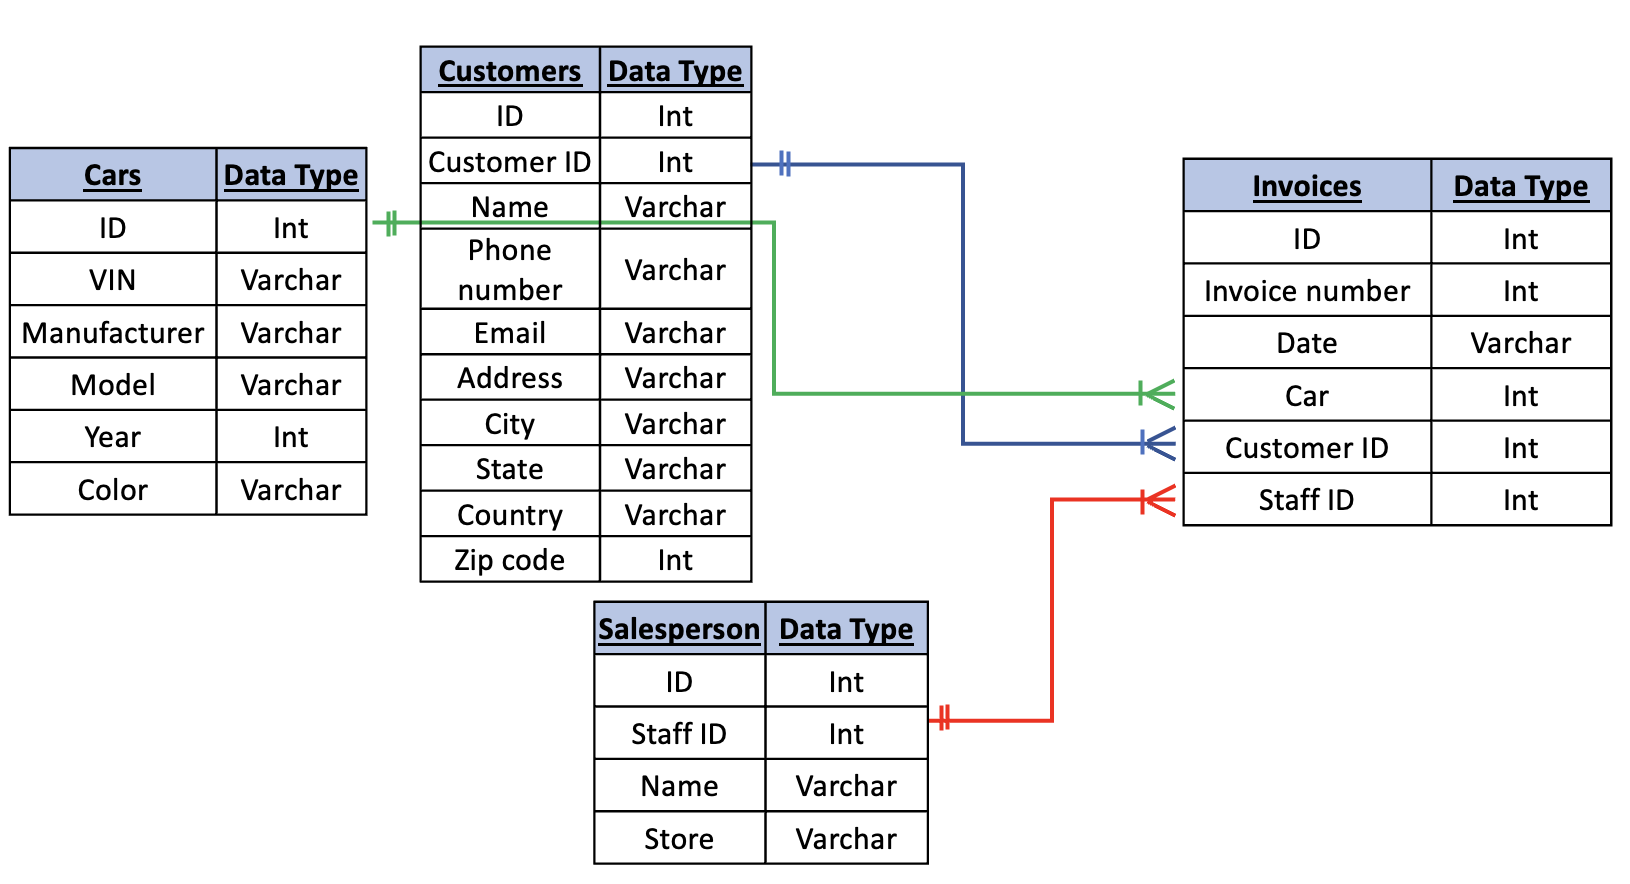 Cars Data Type
ID Int
VIN Varchar
Manufacturer Varchar
Model Varchar
Year Int
Color Varchar
Customers Data Type
ID Int
Customer ID Int
Name Varchar
Phone
number Varchar
Email Varchar
Address Varchar
City Varchar
State Varchar
Country Varchar
Zip code Int
Salesperson Data Type
ID Int
Staff ID Int
Name Varchar
Store Varchar
Invoices Data Type
ID Int
Invoice number Int
Date Varchar
Car Int
Customer ID Int
Staff ID Int